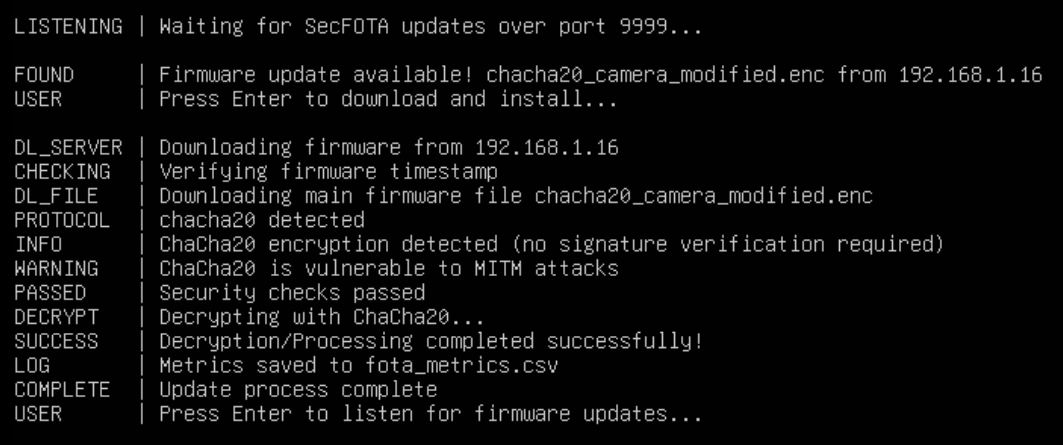 LISTENING | Waiting for SecFOTA updates over port 9999...
FOUND | Firmware update available! chacha20_camera_modified.enc from 192.168.1.16
USER | Press Enter to download and install...
DL_SERVER | Downloading firmware from 192.168.1.16
CHECKING | Verifying firmware timestamp
DL_FILE | Downloading main firmware file chacha20_camera_modified.enc
PROTOCOL | chacha20 detected
INFO | ChaCha20 encryption detected (no signature verification required)
WARNING | ChaCha20 is vulnerable to MITM attacks
PASSED | Security checks passed
DECRYPT | Decrypting with ChaCha20...
SUCCESS | Decryption/Processing completed successfully!
LOG | Metrics saved to fota_metrics.csv
COMPLETE | Update process complete
USER | Press Enter to listen for firmware updates...